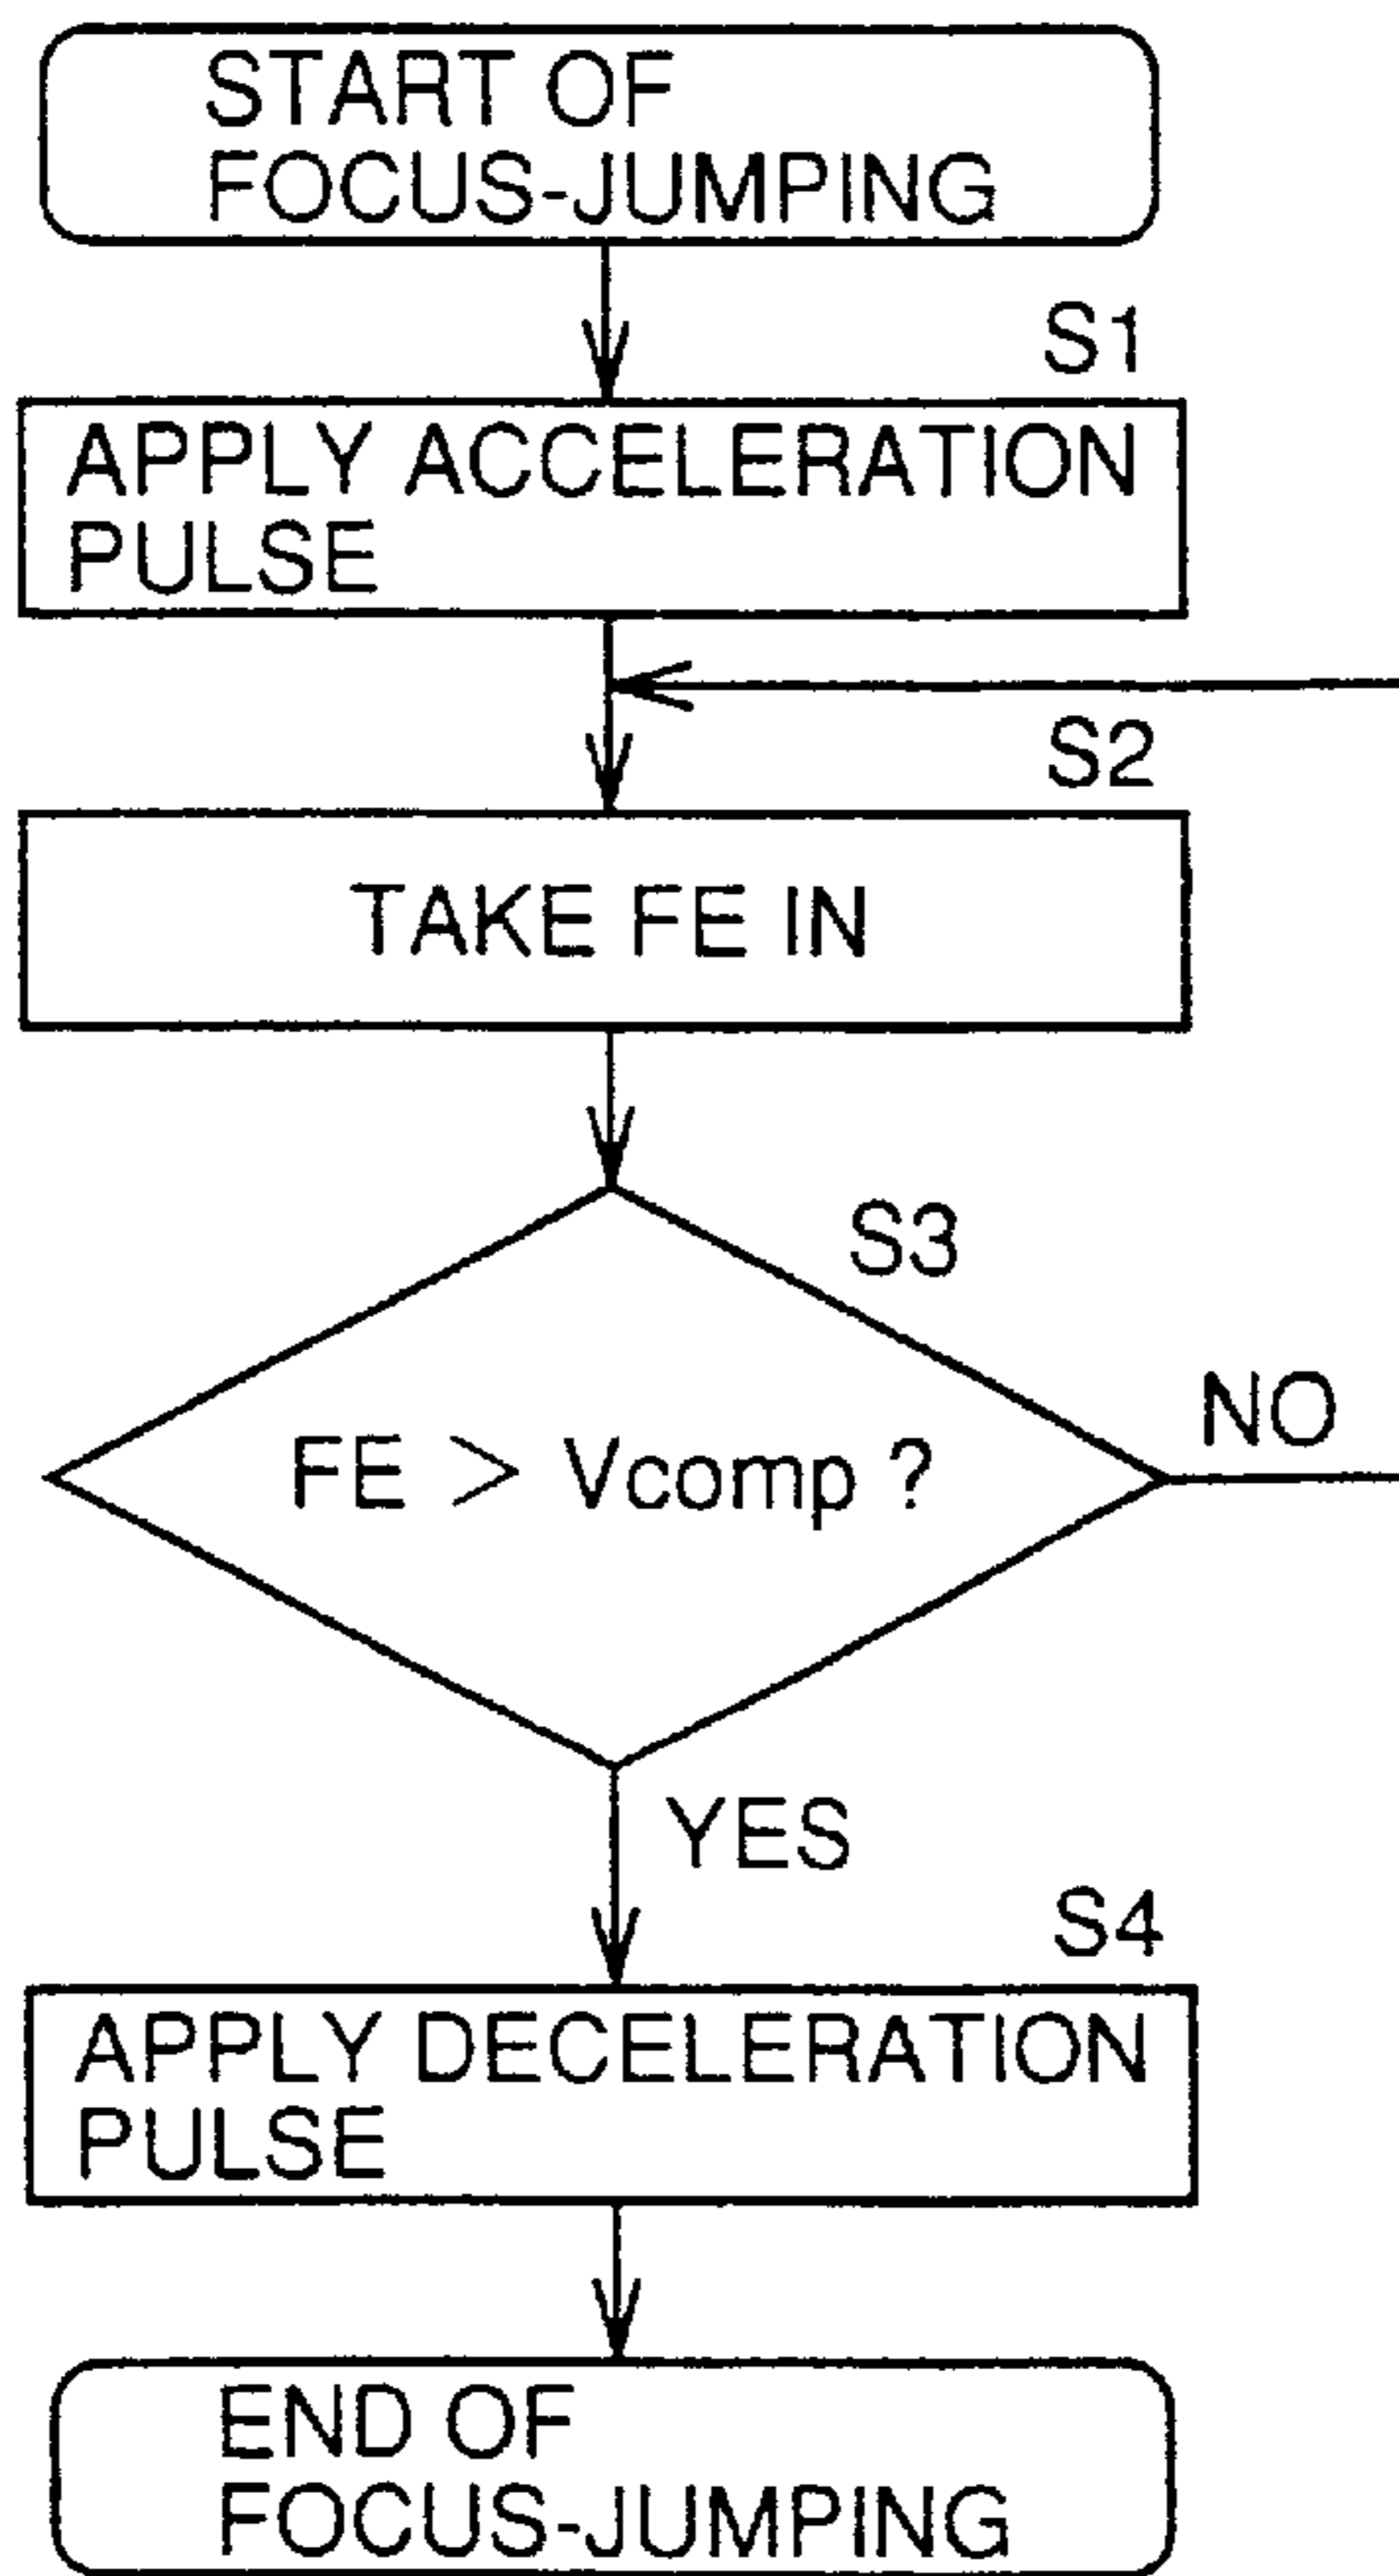 START OF
FOCUS-JUMPING
S1
APPLY ACCELERATION
PULSE
S2
TAKE FE IN
S3
FE > Vcomp ?
NO
YES
S4
APPLY DECELERATION
PULSE
END OF
FOCUS-JUMPING